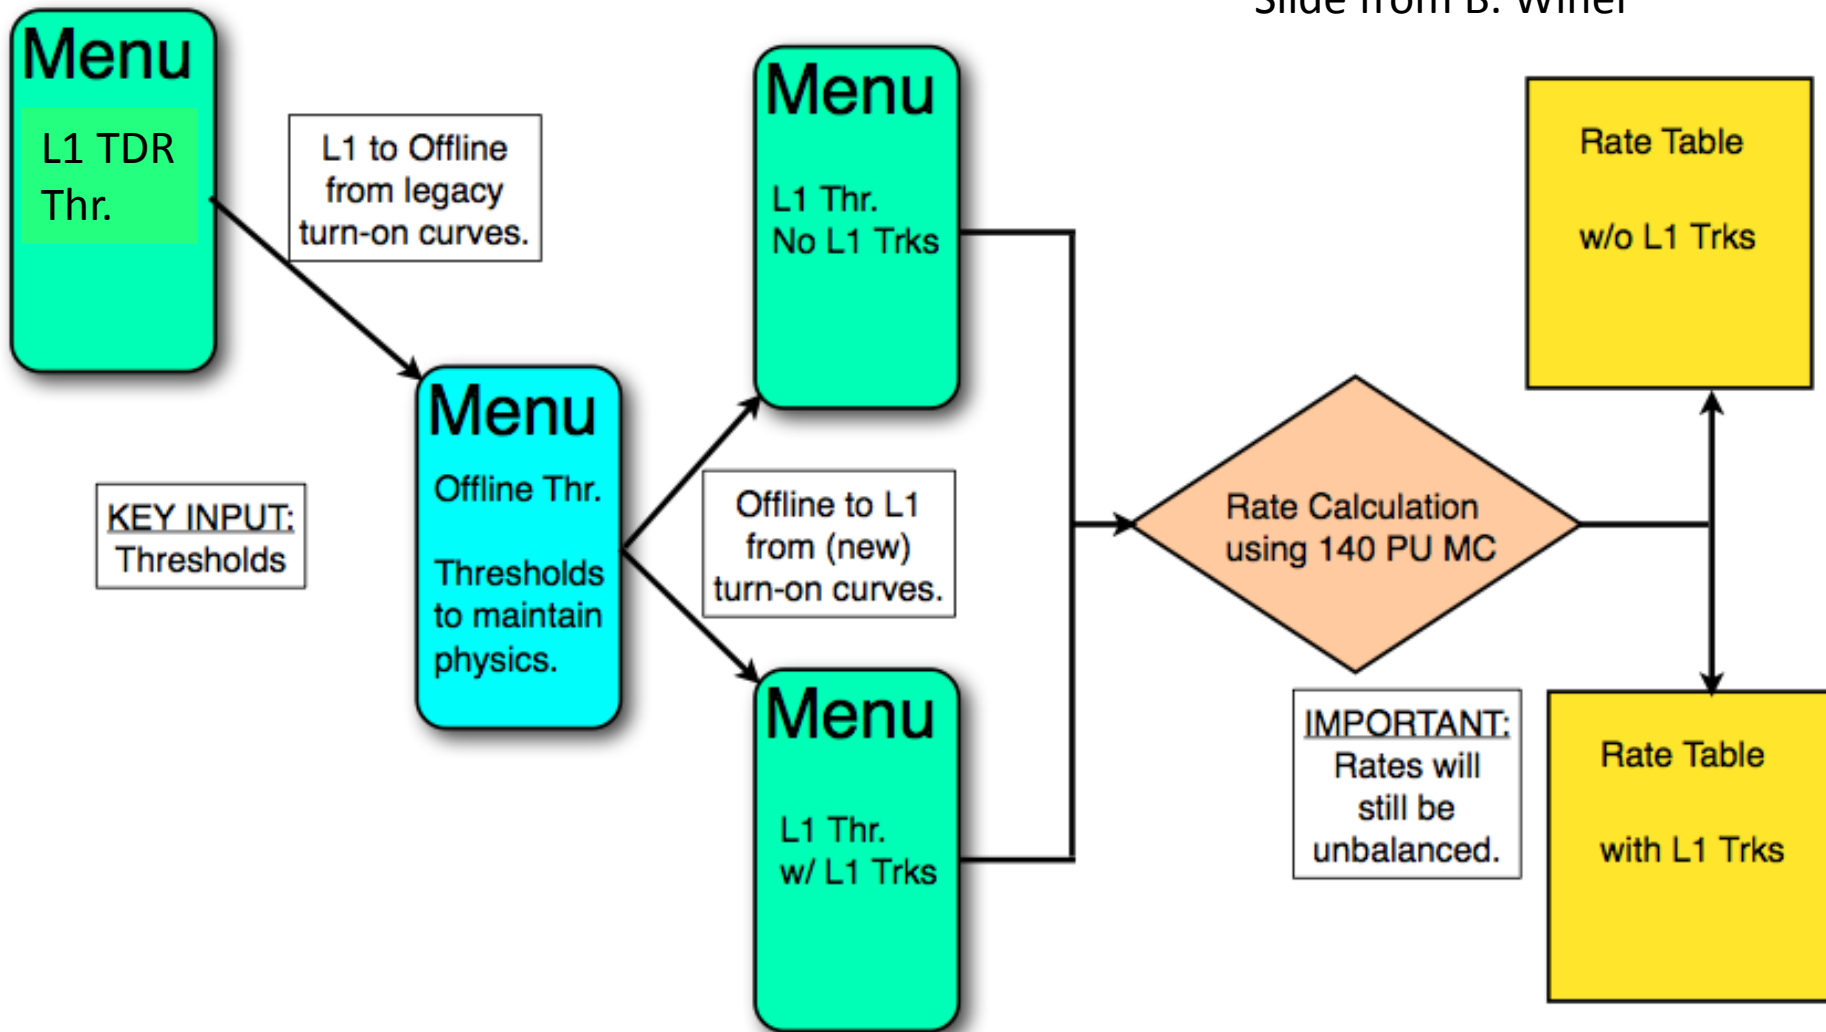 Slide from B. Winer
Menu
L1 TDR
Thr.
L1 to Offline
from legacy
turn-on curves.
KEY INPUT:
Thresholds
Menu
Offline Thr.
Thresholds
to maintain
physics.
Menu
L1 Thr.
No L1 Trks
Offline to L1
from (new)
turn-on curves.
Menu
L1 Thr.
w/ L1 Trks
Rate Calculation
using 140 PU MC
IMPORTANT:
Rates will
still be
unbalanced.
Rate Table
w/o L1 Trks
Rate Table
with L1 Trks